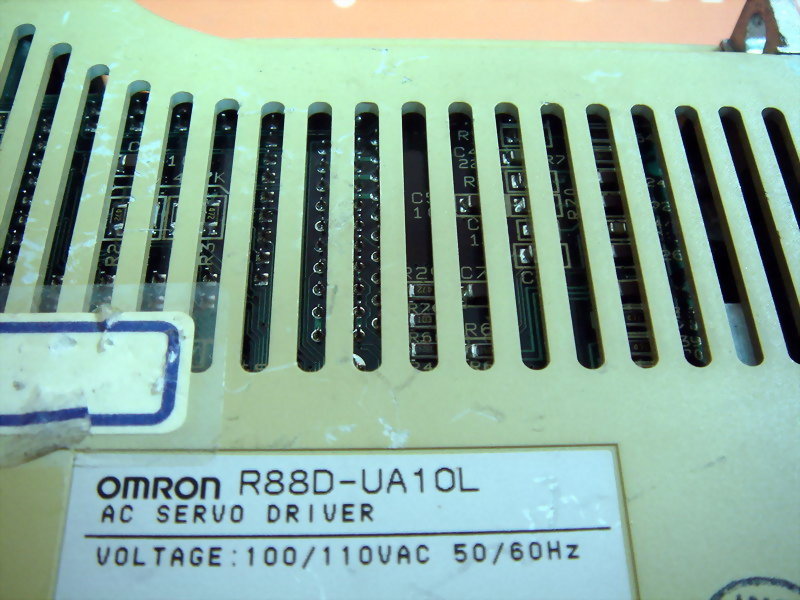 OMRON R88D-UA10L
AC SERVO DRIVER
VOLTAGE:100/110VAC 50/60Hz